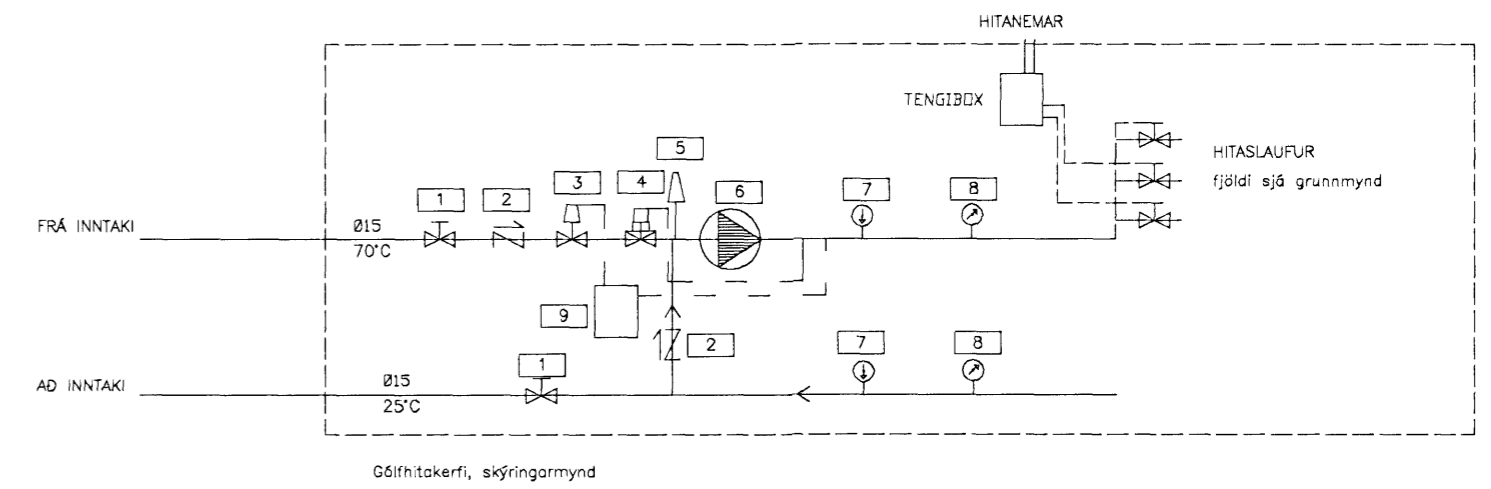 HITANEMAR
TENGIBOX
HITASLAUFUR
fjöldi sjá grunnmynd
5
3
4
1
2
6
7
8
FRÁ INNTAKI
Ø15
70°C
9
2
7
8
1
AÐ INNTAKI
Ø15
25°C
Gólfhitakerfi, skýringarmynd